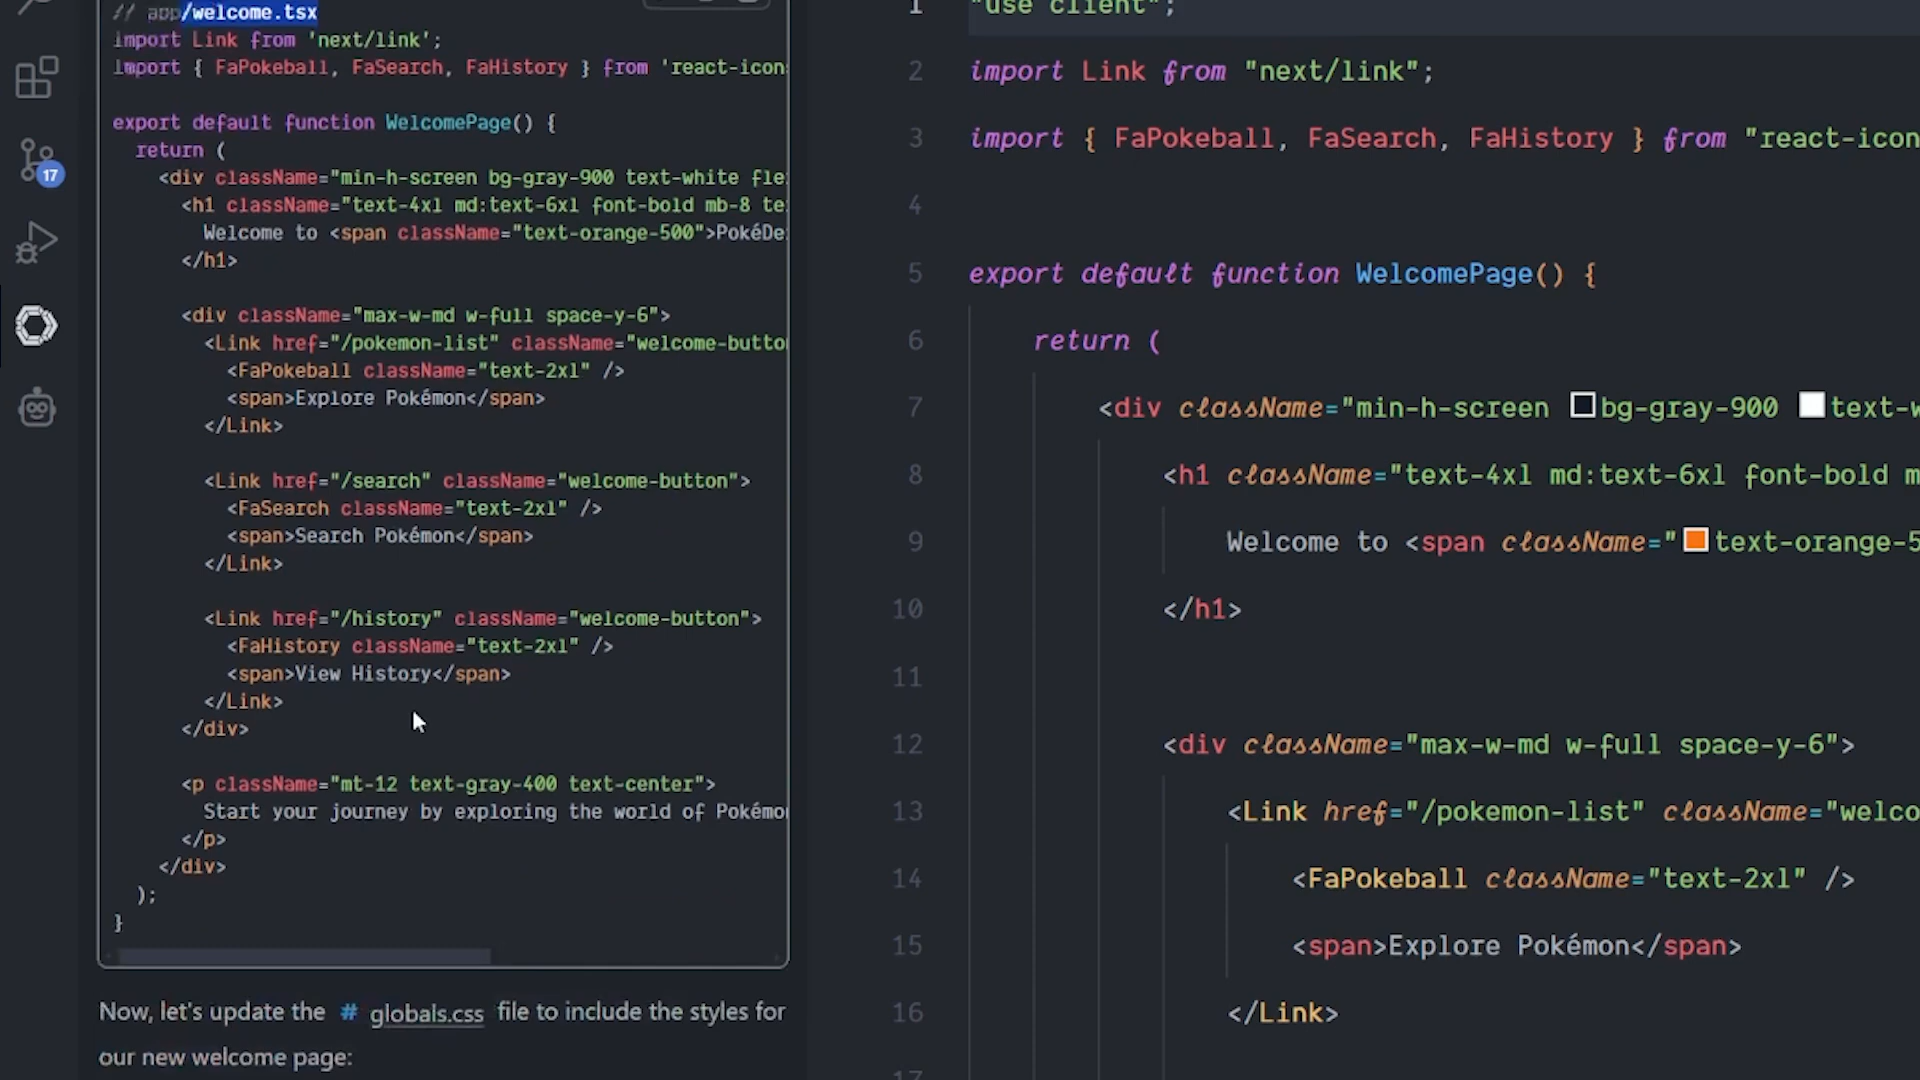 // app/welcome.tsx
import Link from 'next/link';
import { FaPokeball, FaSearch, FaHistory } from 'react-icon
export default function WelcomePage() {
return (
<div className="min-h-screen bg-gray-900 text-white fle
<h1 className="text-4xl md:text-6xl font-bold mb-8 te
Welcome to <span className="text-orange-500">PokéDe
</h1>
<div className="max-w-md w-full space-y-6">
<Link href="/pokemon-list" className="welcome-butto
<FaPokeball className="text-2xl" />
<span>Explore Pokémon</span>
</Link>
<Link href="/search" className="welcome-button">
<FaSearch className="text-2xl" />
<span>Search Pokémon</span>
</Link>
<Link href="/history" className="welcome-button">
<FaHistory className="text-2xl" />
<span>View History</span>
</Link>
</div>
<p className="mt-12 text-gray-400 text-center">
Start your journey by exploring the world of Pokémo
</p>
</div>
);
}
Now, let's update the # globals.css file to include the styles for
our new welcome page:
17
1 "use client";
2 import Link from "next/link";
3 import { FaPokeball, FaSearch, FaHistory } from "react-icon
4
5 export default function WelcomePage() {
6 return (
7 <div className="min-h-screen bg-gray-900 text-w
8 <h1 className="text-4xl md:text-6xl font-bold m
9 Welcome to <span className="text-orange-5
10 </h1>
11
12 <div className="max-w-md w-full space-y-6">
13 <Link href="/pokemon-list" className="welco
14 <FaPokeball className="text-2xl" />
15 <span>Explore Pokémon</span>
16 </Link>
17